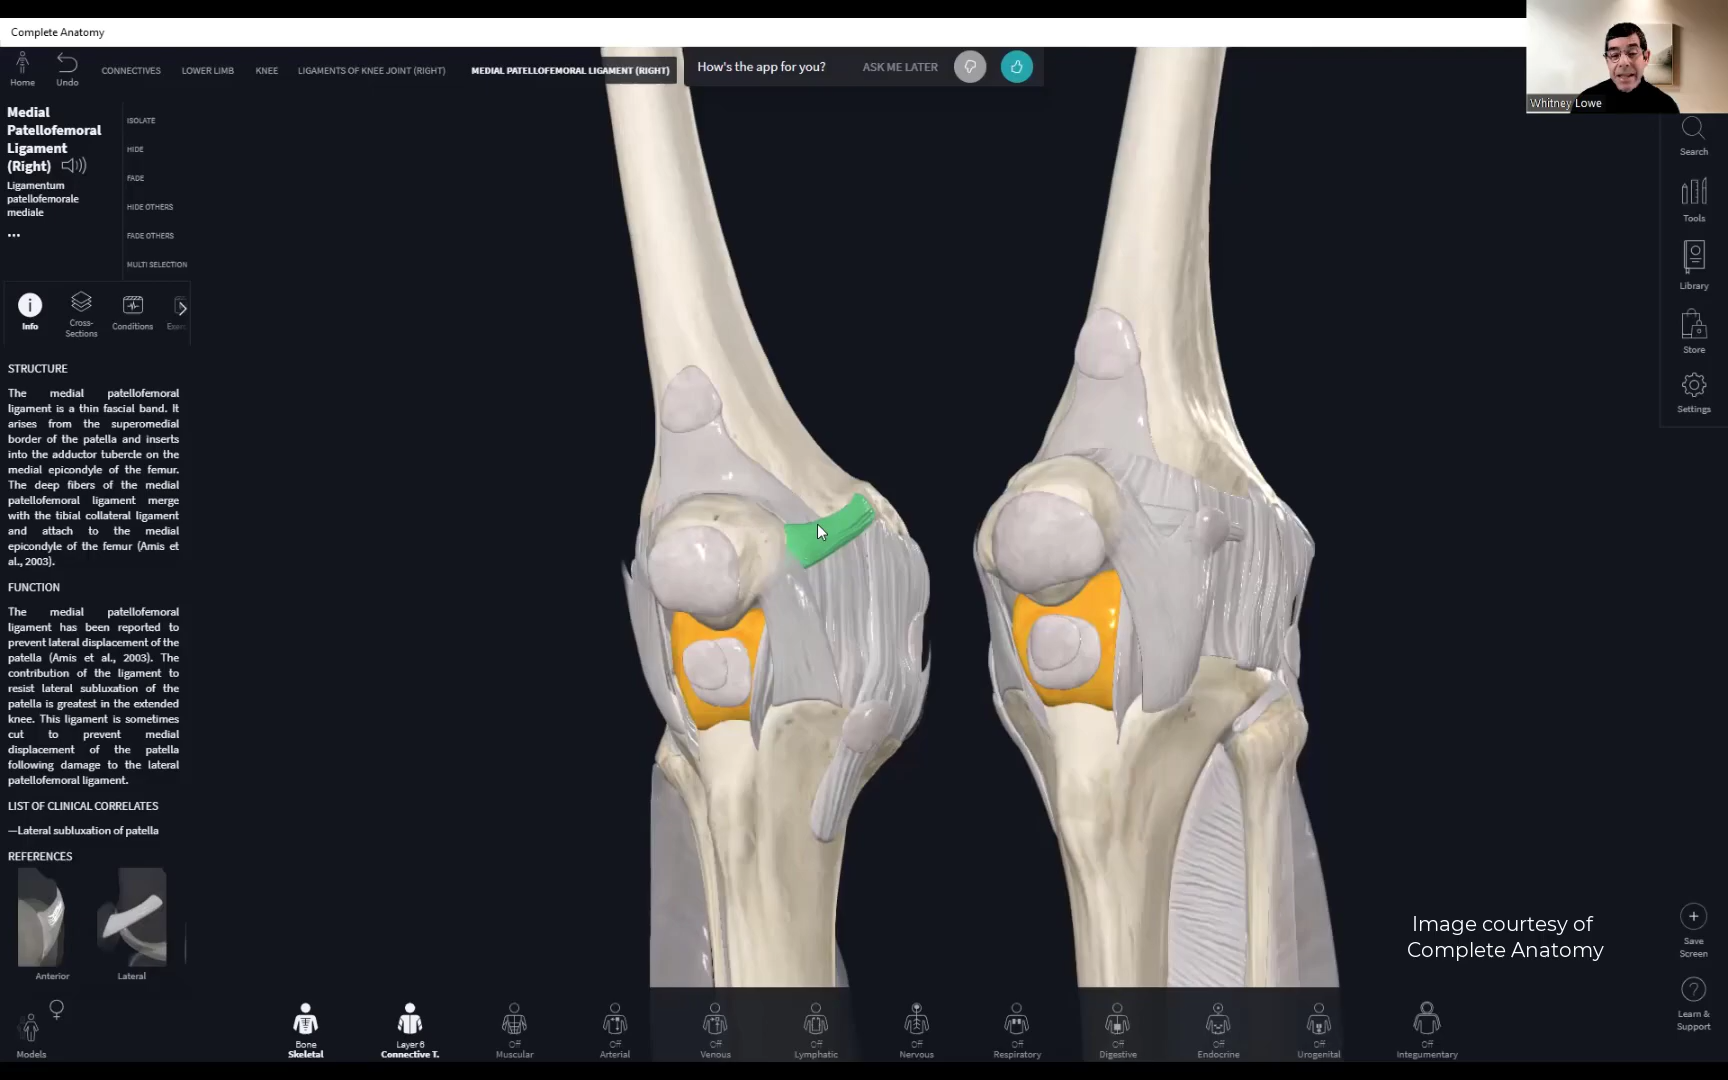 Complete Anatomy
Home
Undo
CONNECTIVES
LOWER LIMB
KNEE
LIGAMENTS OF KNEE JOINT (RIGHT)
MEDIAL PATELLOFEMORAL LIGAMENT (RIGHT)
How's the app for you?
ASK ME LATER
Whitney Lowe
Medial
Patellofemoral
Ligament
(Right)
Ligamentum
patellofemorale
mediale
...
ISOLATE
HIDE
FADE
HIDE OTHERS
FADE OTHERS
MULTI SELECTION
Info
Cross-
Sections
Conditions
STRUCTURE
The medial patellofemoral
ligament is a thin fascial band. It
arises from the superomedial
border of the patella and inserts
into the adductor tubercle on the
medial epicondyle of the femur.
The deep fibers of the medial
patellofemoral ligament merge
with the tibial collateral ligament
and attach to the medial
epicondyle of the femur (Amis et
al., 2003).
FUNCTION
The medial patellofemoral
ligament has been reported to
prevent lateral displacement of the
patella (Amis et al., 2003). The
contribution of the ligament to
resist lateral subluxation of the
patella is greatest in the extended
knee. This ligament is sometimes
cut to prevent medial
displacement of the patella
following damage to the lateral
patellofemoral ligament.
LIST OF CLINICAL CORRELATES
—Lateral subluxation of patella
REFERENCES
Anterior
Lateral
Models
Search
Tools
Library
Store
Settings
Image courtesy of
Complete Anatomy
Save
Screen
Learn &
Support
Bone
Skeletal
Layer 6
Connective T.
Off
Muscular
Off
Arterial
Off
Venous
Off
Lymphatic
Off
Nervous
Off
Respiratory
Off
Digestive
Off
Endocrine
Off
Urogenital
Off
Integumentary